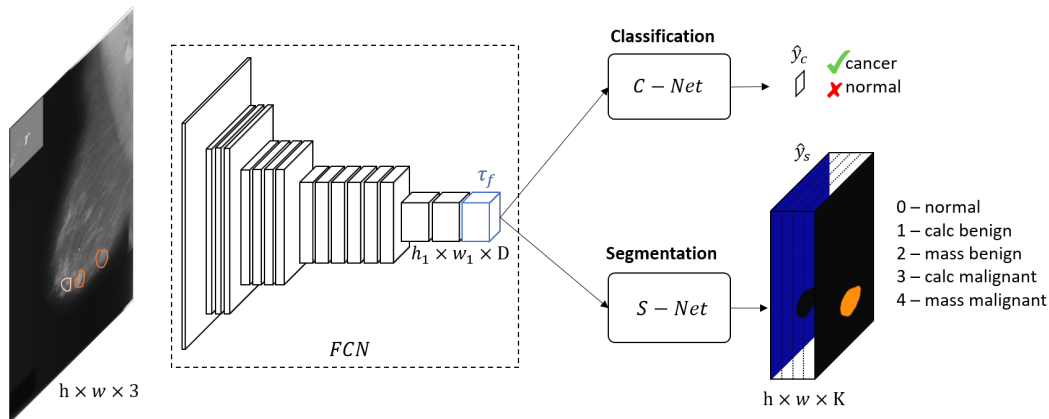 r
h × w × 3
FCN
τ_f
h₁ × w₁ × D
Classification
C − Net
ŷ_c
cancer
normal
Segmentation
S − Net
ŷ_s
h × w × K
0 – normal
1 – calc benign
2 – mass benign
3 – calc malignant
4 – mass malignant